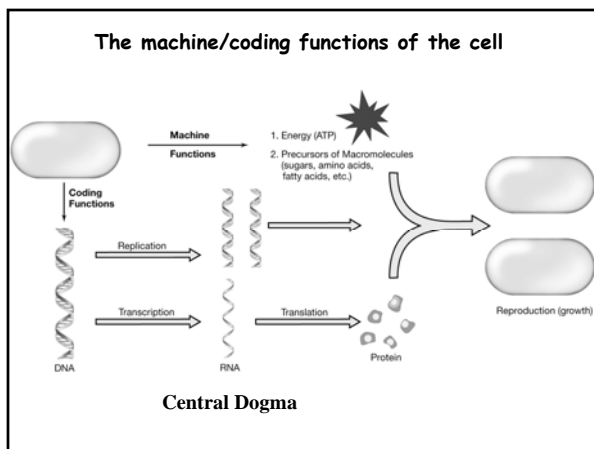 The machine/coding functions of the cell
Machine
Functions
1. Energy (ATP)
2. Precursors of Macromolecules
(sugars, amino acids,
fatty acids, etc.)
Coding
Functions
Replication
Transcription
Translation
DNA
RNA
Protein
Reproduction (growth)
Central Dogma